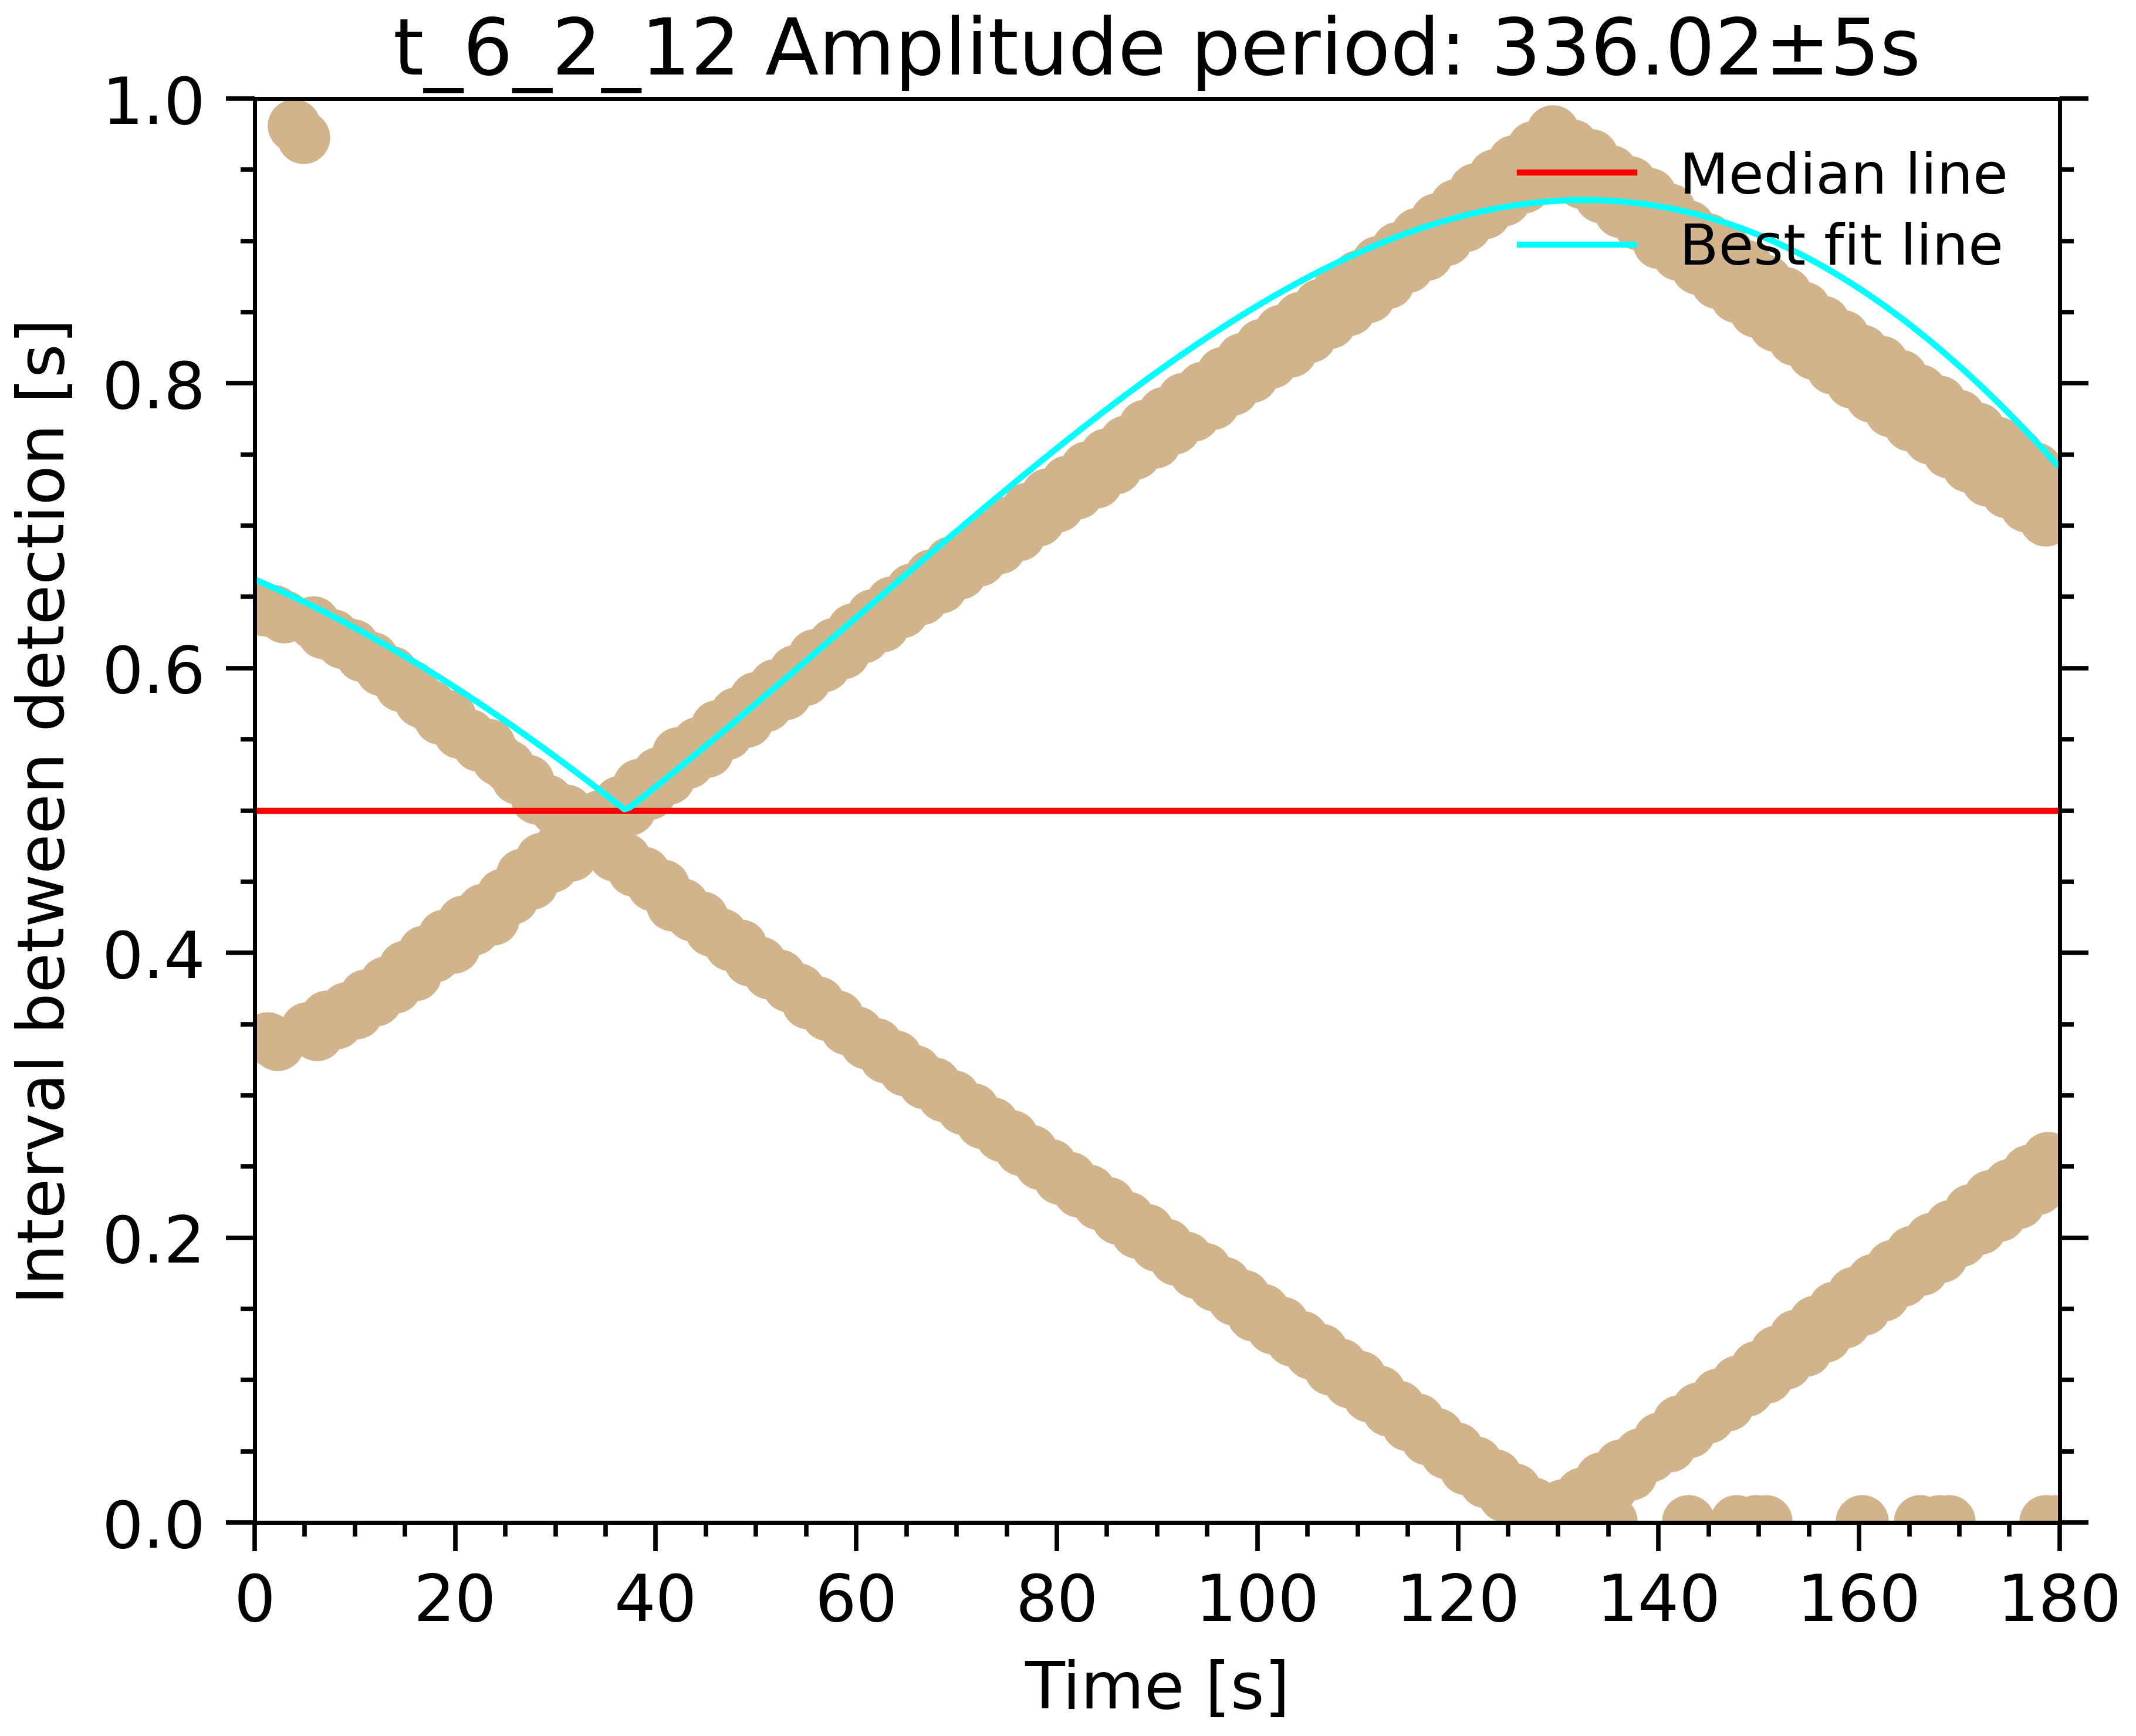 t_6_2_12 Amplitude period: 336.02±5s
1.0
0.8
0.6
0.4
0.2
0.0
Interval between detection [s]
Median line
Best fit line
0 20 40 60 80 100 120 140 160 180
Time [s]